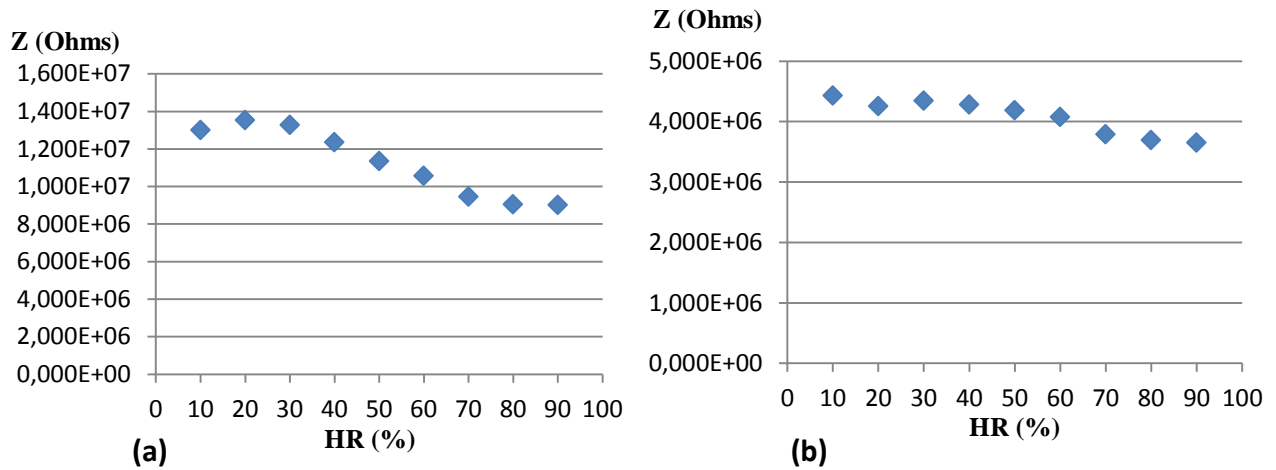 Z (Ohms)
1,600E+07
1,400E+07
1,200E+07
1,000E+07
8,000E+06
6,000E+06
4,000E+06
2,000E+06
0,000E+00
0 10 20 30 40 50 60 70 80 90 100
HR (%)
(a)
Z (Ohms)
5,000E+06
4,000E+06
3,000E+06
2,000E+06
1,000E+06
0,000E+00
0 10 20 30 40 50 60 70 80 90 100
HR (%)
(b)